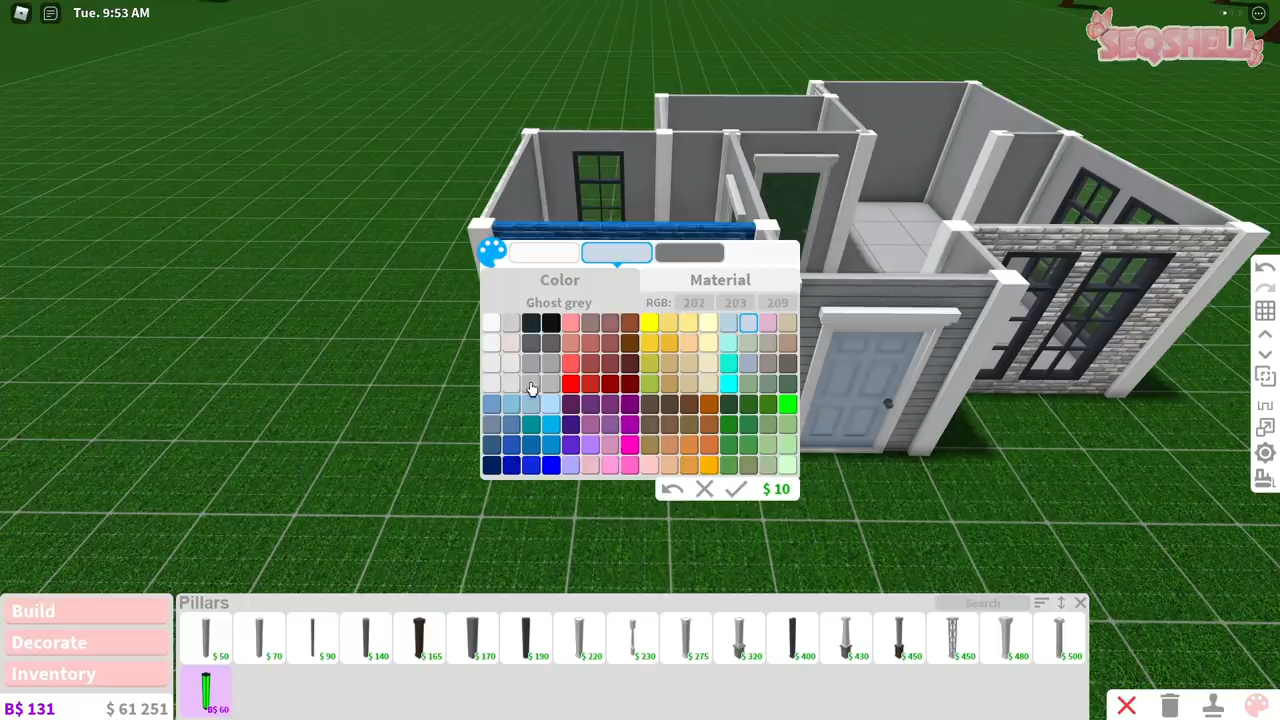 Tue. 9:53 AM
SEQSHELL
Color
Material
Ghost grey
RGB: 202 203 209
$ 10
Build
Decorate
Inventory
B$ 131
$ 61 251
Pillars
Search
$ 50
$ 70
$ 90
$ 140
$ 165
$ 170
$ 190
$ 220
$ 230
$ 275
$ 320
$ 400
$ 430
$ 450
$ 450
$ 480
$ 500
B$ 60